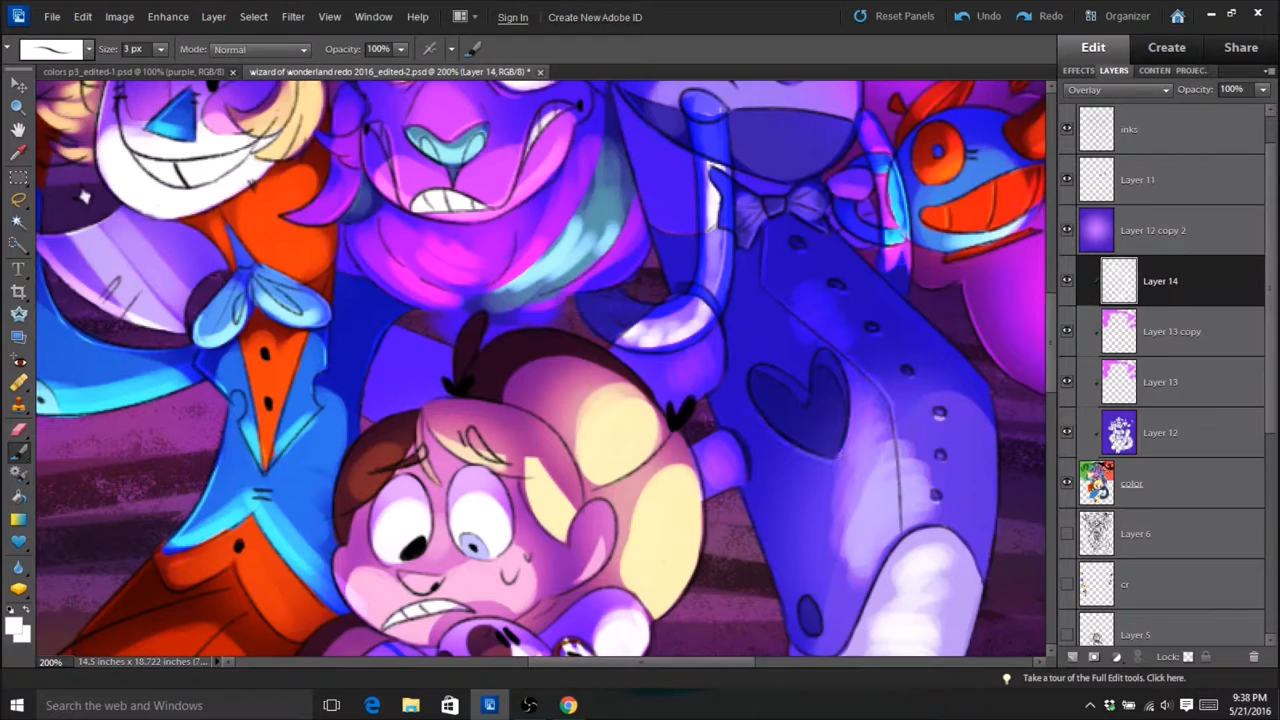 File Edit Image Enhance Layer Select Filter View Window Help Sign In Create New Adobe ID Reset Panels Undo Redo Organizer
Size: 3 px Mode: Normal Opacity: 100% Edit Create Share
colors p3_edited-1.psd @ 100% (purple, RGB/8) wizard of wonderland redo 2016_edited-2.psd @ 200% (Layer 14, RGB/8) * EFFECTS LAYERS CONTEN PROJEC.
Overlay Opacity: 100%
inks
Layer 11
Layer 12 copy 2
Layer 14
Layer 13 copy
Layer 13
Layer 12
color
Layer 6
cr
Layer 5
200% 14.5 inches x 18.722 inches (7... Lock:
Take a tour of the Full Edit tools. Click here.
Search the web and Windows 9:38 PM
5/21/2016